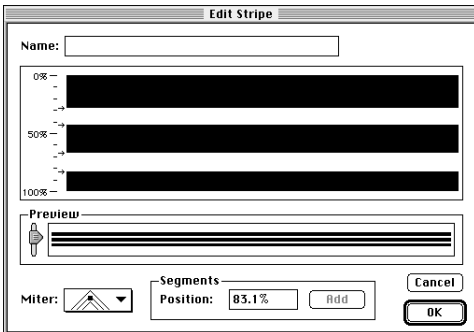 Edit Stripe
Name:
0%
50%
100%
Preview
Miter:
Segments
Position: 83.1% Add
Cancel
OK